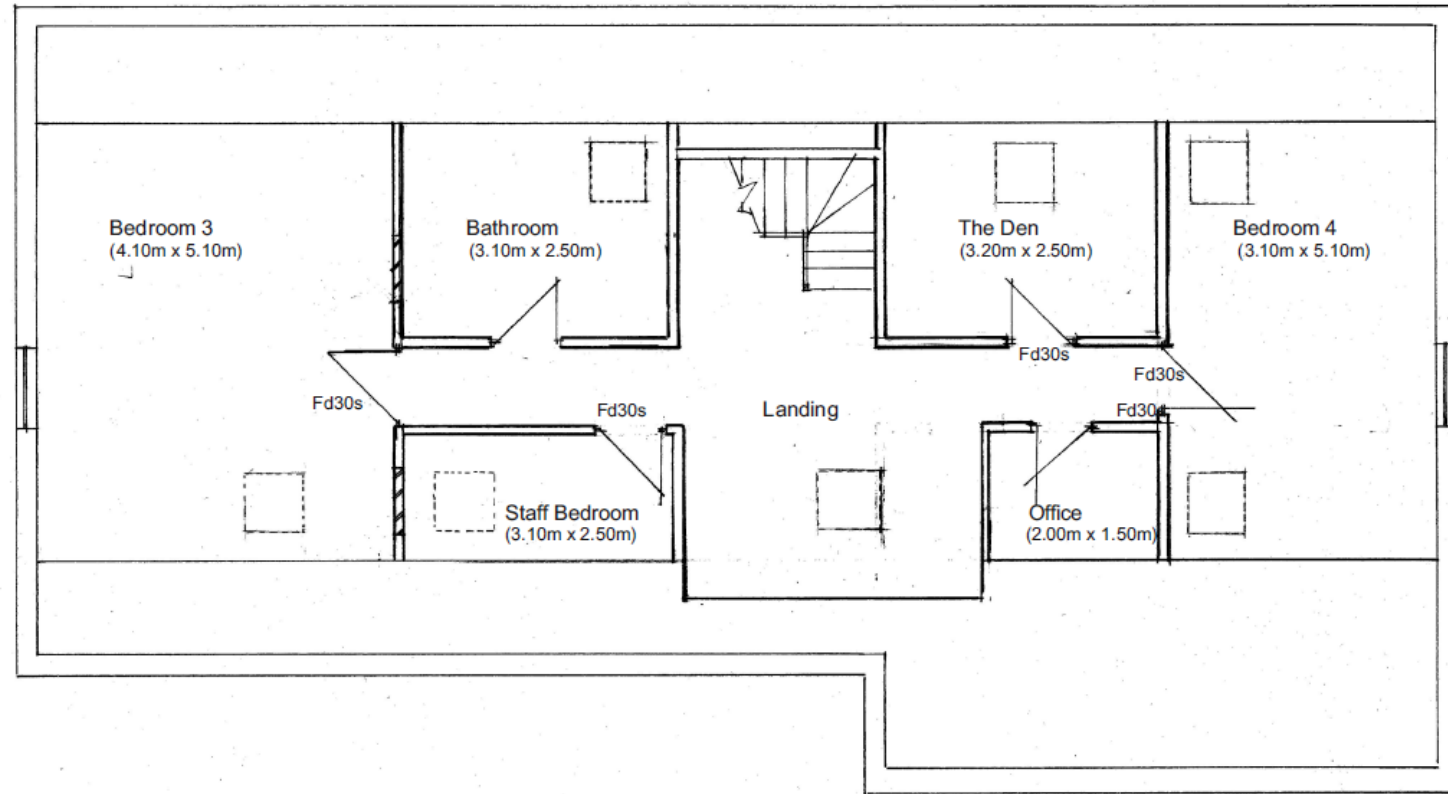 Bedroom 3
(4.10m x 5.10m)
Bathroom
(3.10m x 2.50m)
The Den
(3.20m x 2.50m)
Bedroom 4
(3.10m x 5.10m)
Fd30s
Fd30s
Fd30s
Fd30s
Landing
Fd30s
Staff Bedroom
(3.10m x 2.50m)
Office
(2.00m x 1.50m)